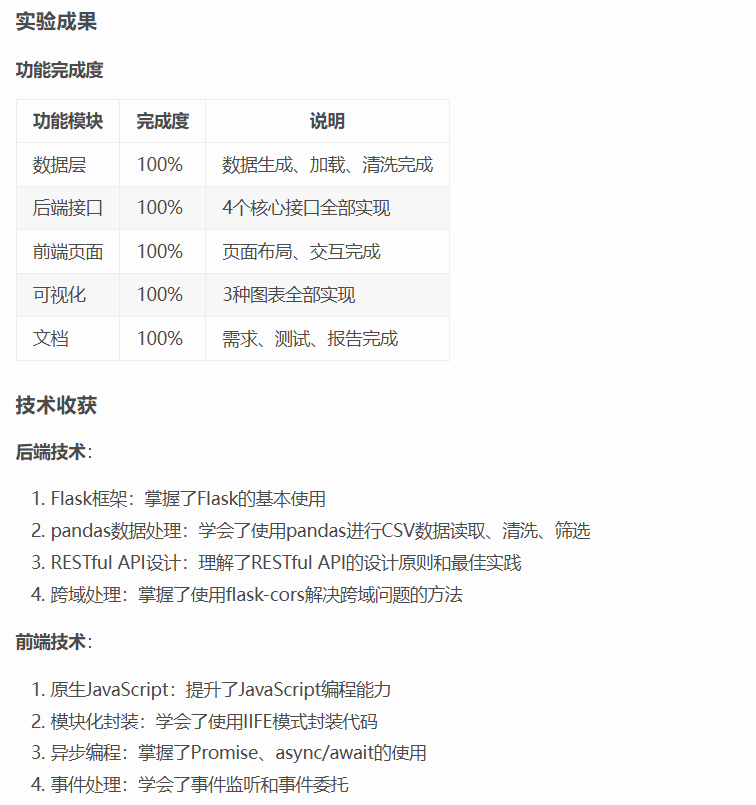 实验成果
功能完成度
功能模块 完成度 说明
数据层 100% 数据生成、加载、清洗完成
后端接口 100% 4个核心接口全部实现
前端页面 100% 页面布局、交互完成
可视化 100% 3种图表全部实现
文档 100% 需求、测试、报告完成
技术收获
后端技术：
1. Flask框架：掌握了Flask的基本使用
2. pandas数据处理：学会了使用pandas进行CSV数据读取、清洗、筛选
3. RESTful API设计：理解了RESTful API的设计原则和最佳实践
4. 跨域处理：掌握了使用flask-cors解决跨域问题的方法
前端技术：
1. 原生JavaScript：提升了JavaScript编程能力
2. 模块化封装：学会了使用IIFE模式封装代码
3. 异步编程：掌握了Promise、async/await的使用
4. 事件处理：学会了事件监听和事件委托